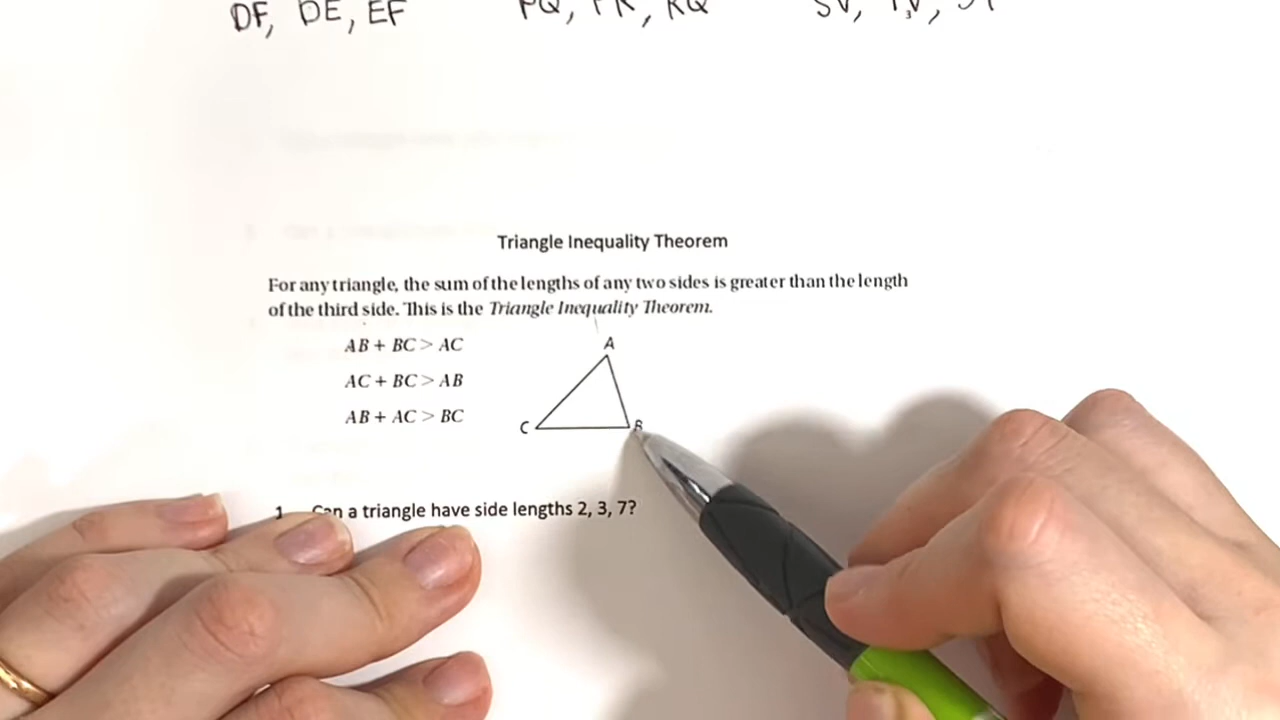 DF, DE, EF
Triangle Inequality Theorem
For any triangle, the sum of the lengths of any two sides is greater than the length
of the third side. This is the Triangle Inequality Theorem.
AB + BC > AC
AC + BC > AB
AB + AC > BC
A
C
B
1 Can a triangle have side lengths 2, 3, 7?